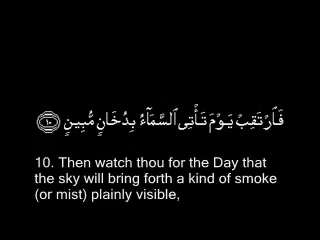 فَٱرْتَقِبْ يَوْمَ تَأْتِى ٱلسَّمَآءُ بِدُخَانٍ مُّبِينٍ ١٠
10. Then watch thou for the Day that
the sky will bring forth a kind of smoke
(or mist) plainly visible,